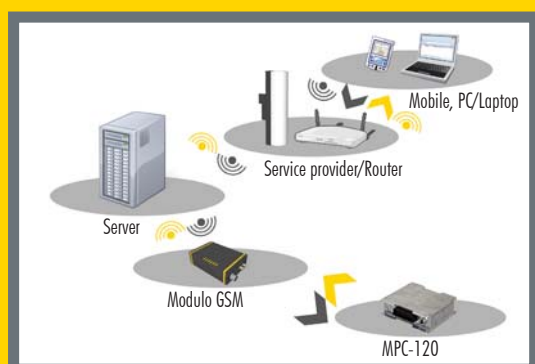 Mobile, PC/Laptop
Service provider/Router
Server
Modulo GSM
MPC-120